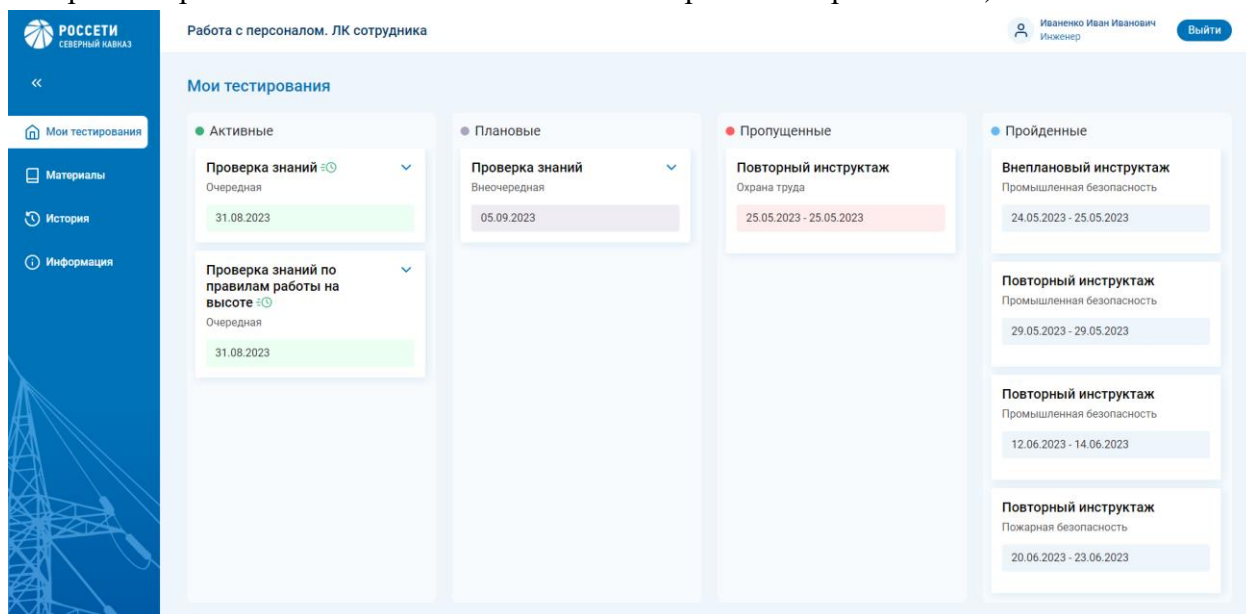 РОССЕТИ
СЕВЕРНЫЙ КАВКАЗ
Работа с персоналом. ЛК сотрудника
Иваненко Иван Иванович
Инженер
Выйти
Мои тестирования
Материалы
История
Информация
Мои тестирования
Активные
Проверка знаний
Очередная
31.08.2023
Проверка знаний по
правилам работы на
высоте
Очередная
31.08.2023
Плановые
Проверка знаний
Внеочередная
05.09.2023
Пропущенные
Повторный инструктаж
Охрана труда
25.05.2023 - 25.05.2023
Пройденные
Внеплановый инструктаж
Промышленная безопасность
24.05.2023 - 25.05.2023
Повторный инструктаж
Промышленная безопасность
29.05.2023 - 29.05.2023
Повторный инструктаж
Промышленная безопасность
12.06.2023 - 14.06.2023
Повторный инструктаж
Пожарная безопасность
20.06.2023 - 23.06.2023